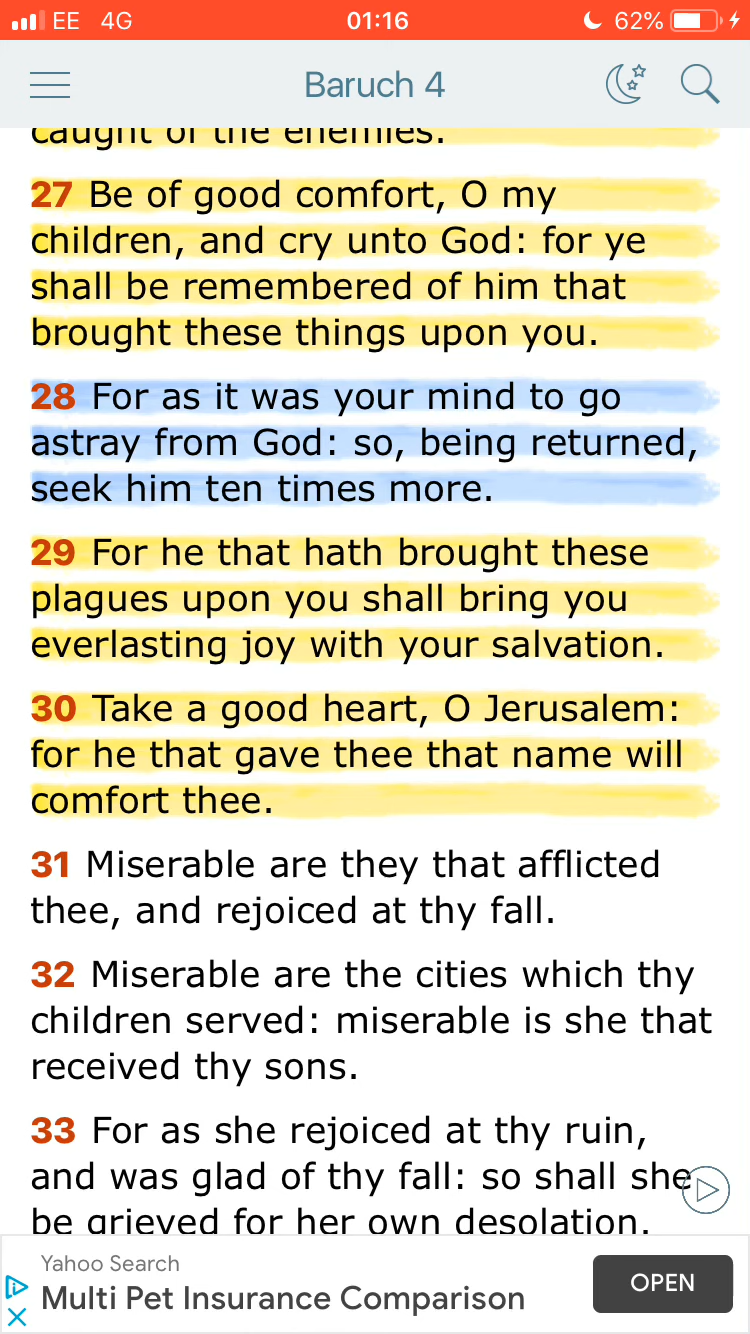 EE 4G 01:16 62%
Baruch 4
caught of the enemies.
27 Be of good comfort, O my
children, and cry unto God: for ye
shall be remembered of him that
brought these things upon you.
28 For as it was your mind to go
astray from God: so, being returned,
seek him ten times more.
29 For he that hath brought these
plagues upon you shall bring you
everlasting joy with your salvation.
30 Take a good heart, O Jerusalem:
for he that gave thee that name will
comfort thee.
31 Miserable are they that afflicted
thee, and rejoiced at thy fall.
32 Miserable are the cities which thy
children served: miserable is she that
received thy sons.
33 For as she rejoiced at thy ruin,
and was glad of thy fall: so shall she
be grieved for her own desolation.
Yahoo Search
Multi Pet Insurance Comparison
OPEN